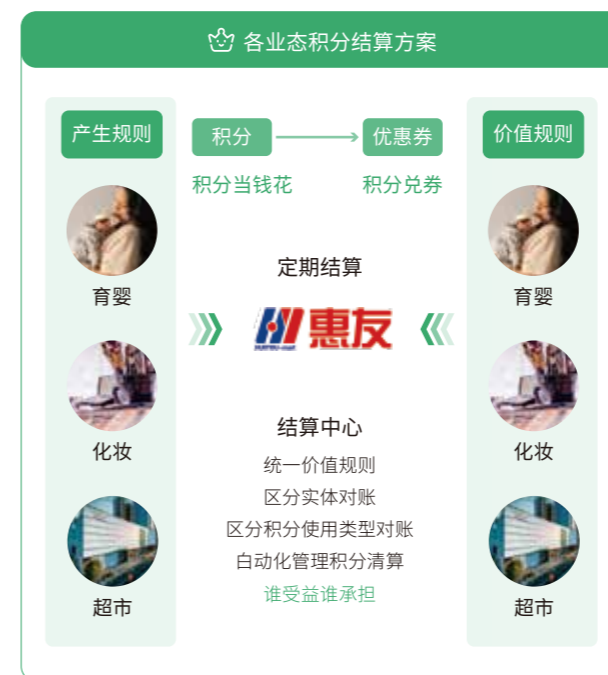 各业态积分结算方案
产生规则
积分
优惠券
价值规则
积分当钱花
积分兑券
定期结算
育婴
育婴
惠友
结算中心
化妆
化妆
统一价值规则
区分实体对账
区分积分使用类型对账
白动化管理积分清算
谁受益谁承担
超市
超市